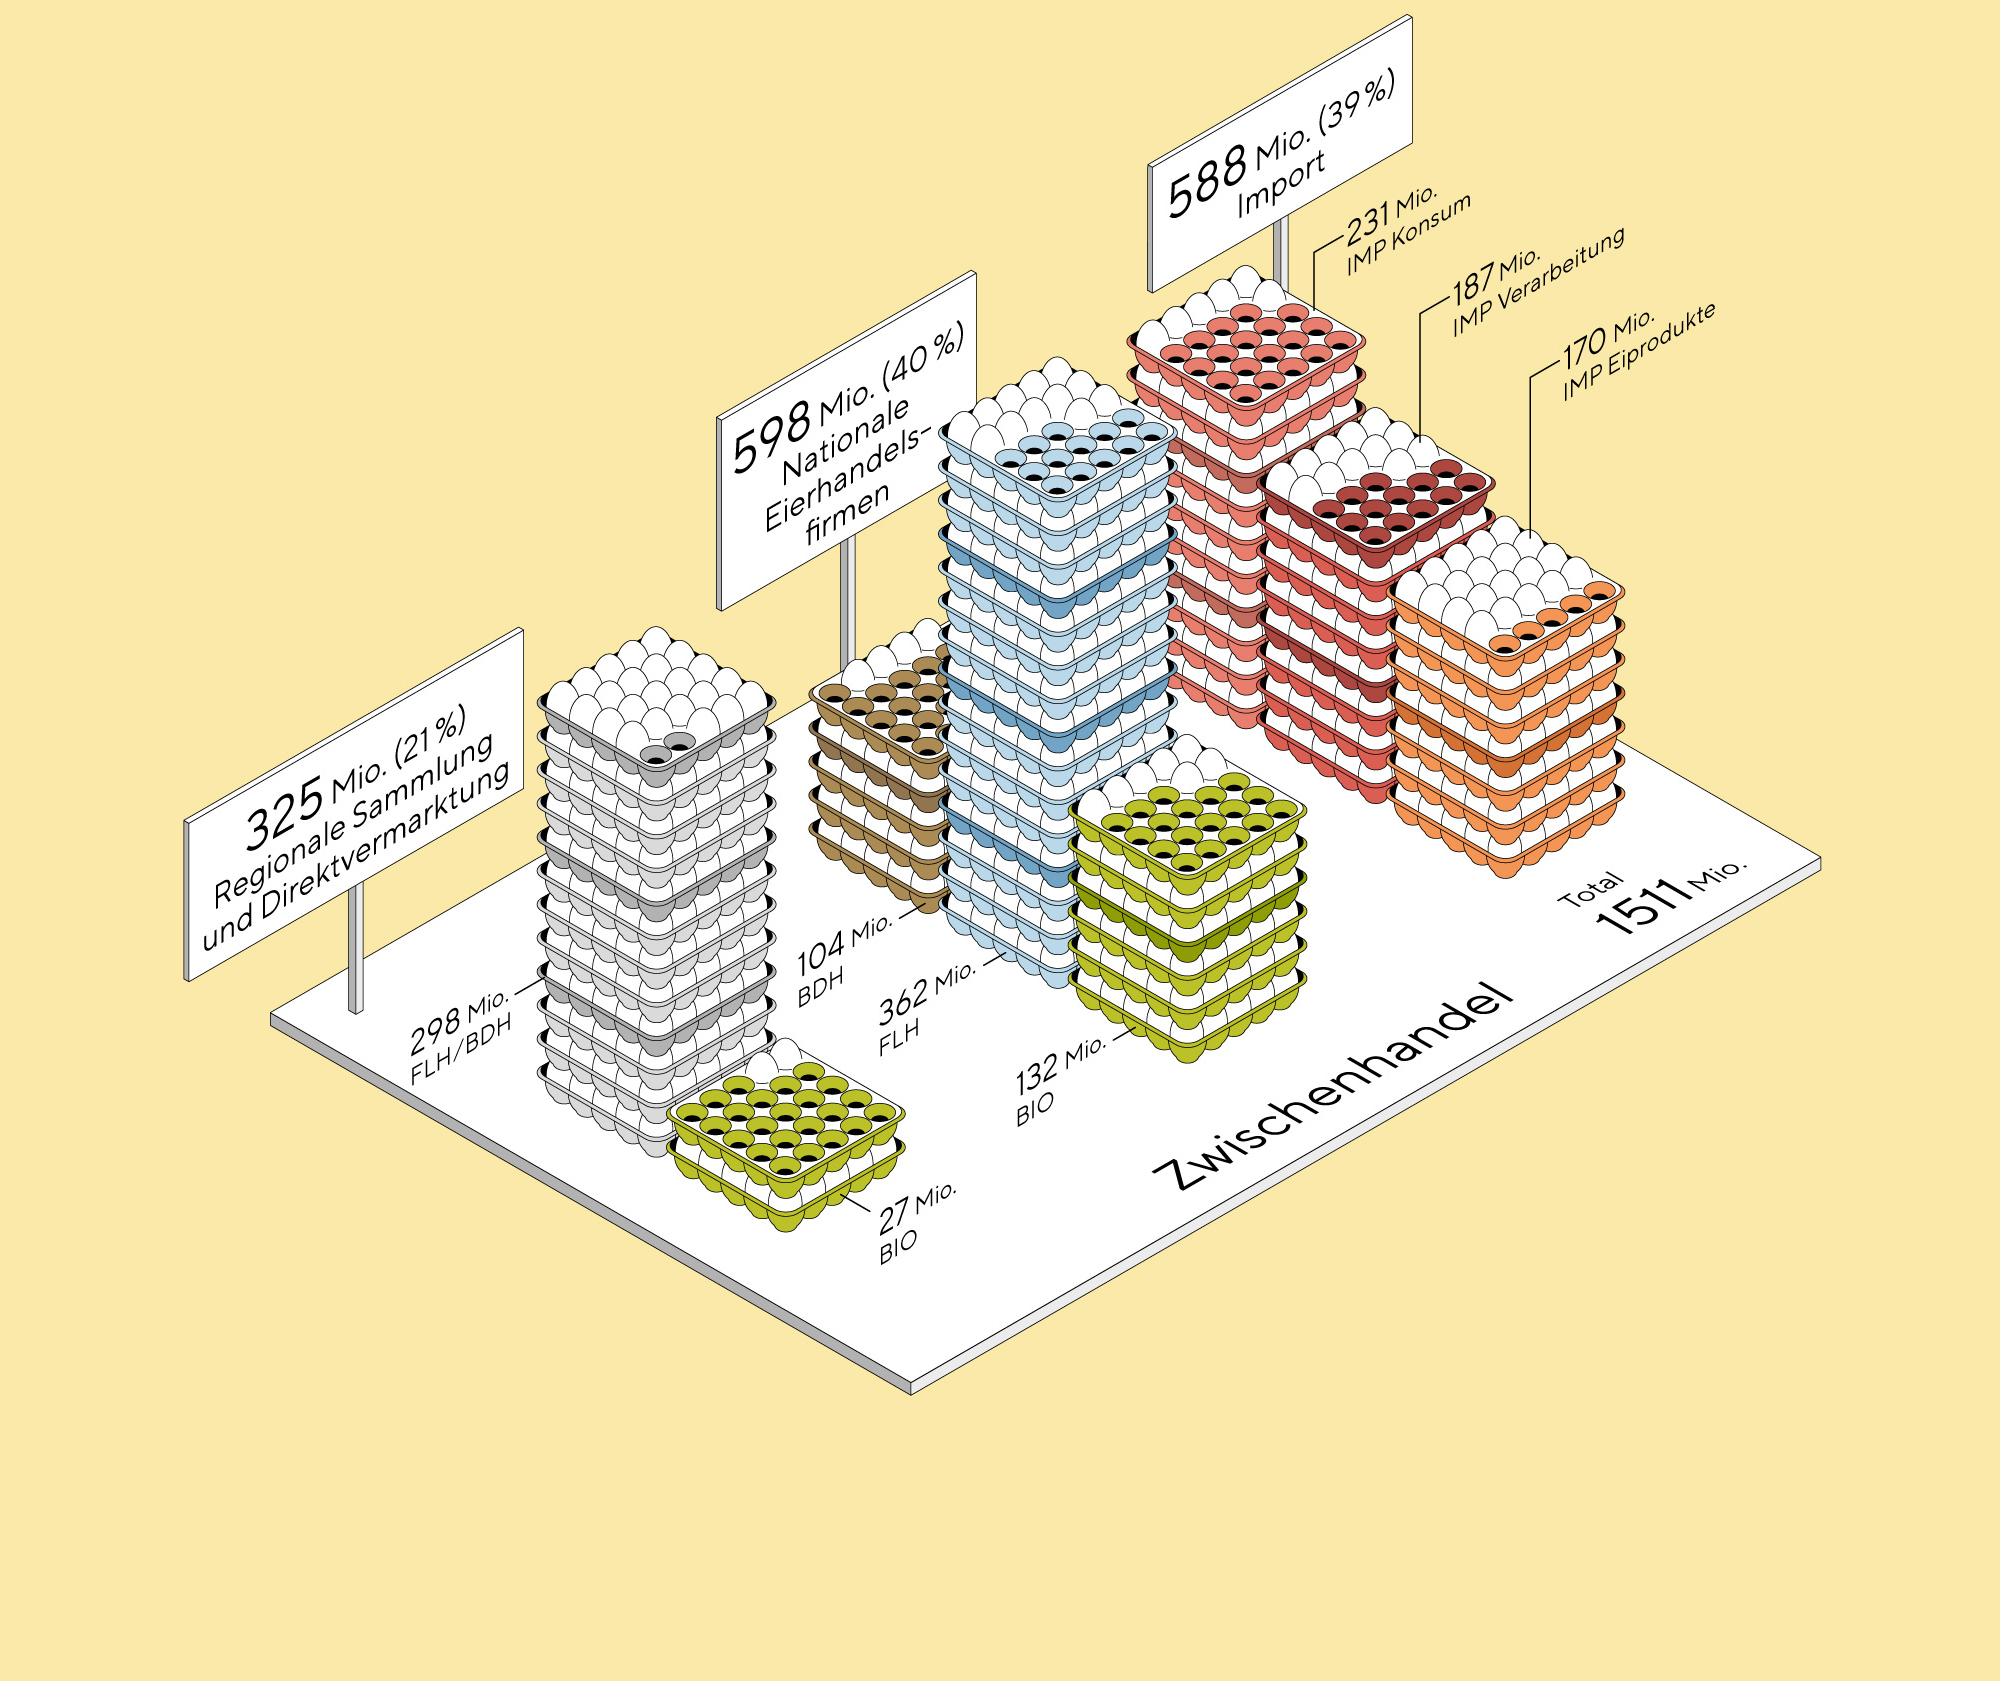 588 Mio. (39 %)
Import
231 Mio.
IMP Konsum
187 Mio.
IMP Verarbeitung
170 Mio.
IMP Eiprodukte
598 Mio. (40 %)
Nationale
Eierhandels-
firmen
325 Mio. (21 %)
Regionale Sammlung
und Direktvermarktung
298 Mio.
FLH/BDH
104 Mio.
BDH
362 Mio.
FLH
132 Mio.
BIO
27 Mio.
BIO
Zwischenhandel
Total
1511 Mio.